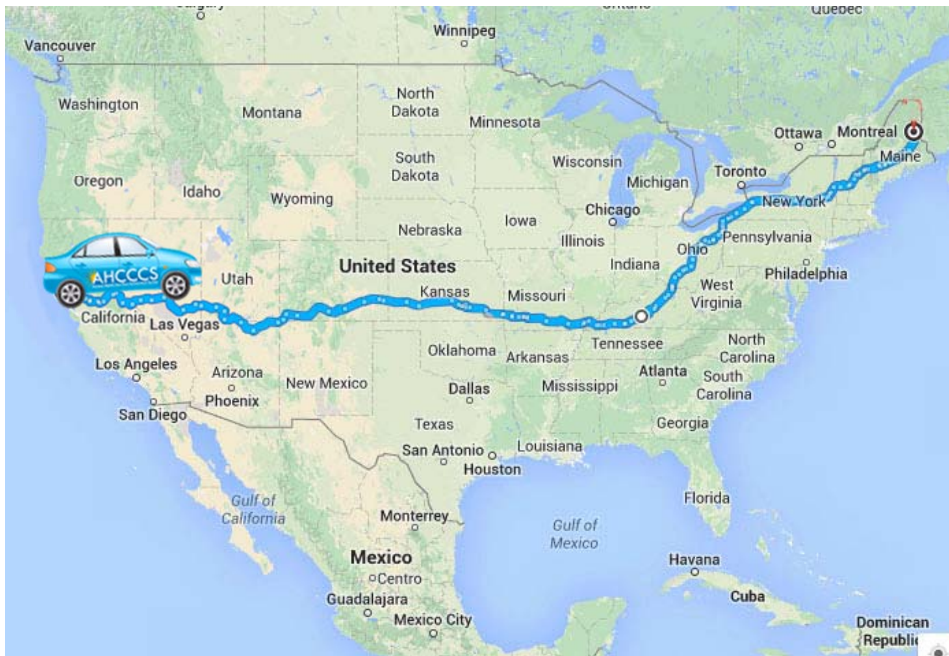 Calgary
Ontario
Quebec
Winnipeg
Vancouver
Washington
Montana
North
Dakota
Minnesota
Ottawa
Montreal
Maine
Oregon
Idaho
Wyoming
South
Dakota
Wisconsin
Michigan
Toronto
New York
Chicago
Iowa
Nebraska
Illinois
Indiana
Ohio
Pennsylvania
Philadelphia
AHCCCS
Utah
United States
Kansas
Missouri
West
Virginia
California
Las Vegas
Tennessee
North
Carolina
Oklahoma
Arkansas
Los Angeles
Arizona
Phoenix
New Mexico
Dallas
Mississippi
Atlanta
South
Carolina
San Diego
Texas
Georgia
San Antonio
Houston
Louisiana
Gulf of
California
Florida
Monterrey
Gulf of
Mexico
Mexico
Centro
Guadalajara
Mexico City
Havana
Cuba
Dominican
Republic